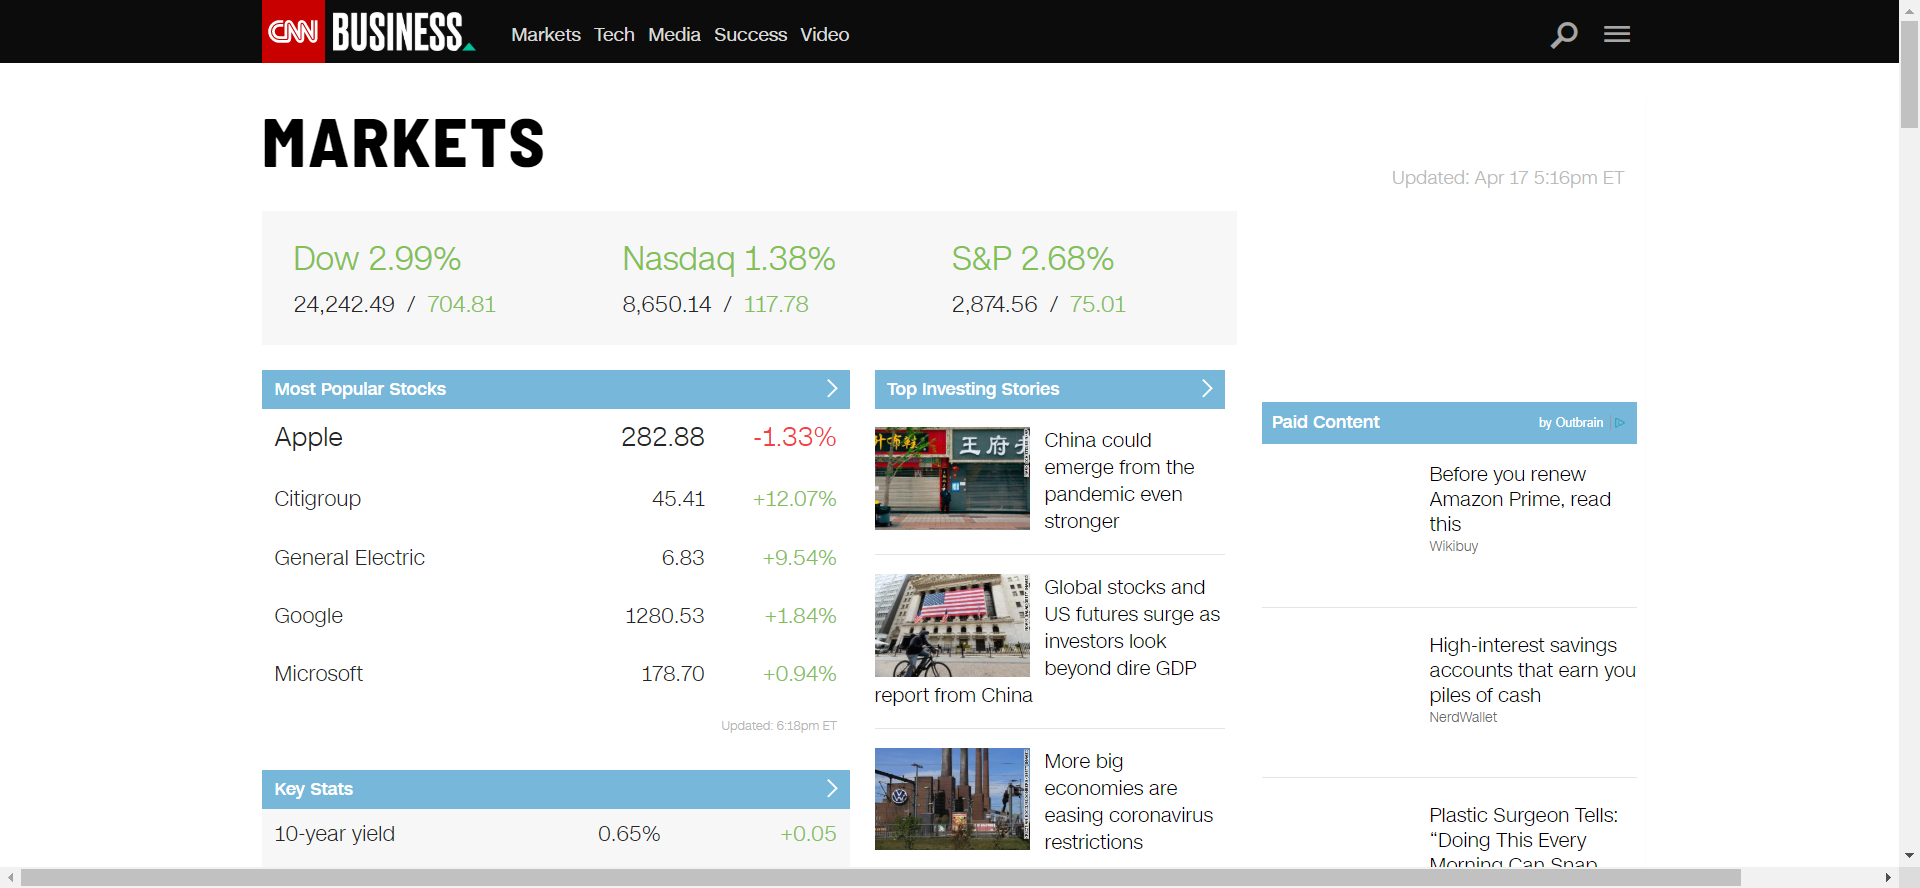 CNN BUSINESS
Markets Tech Media Success Video
MARKETS
Updated: Apr 17 5:16pm ET
Dow 2.99%
24,242.49 / 704.81
Nasdaq 1.38%
8,650.14 / 117.78
S&P 2.68%
2,874.56 / 75.01
Most Popular Stocks
Apple 282.88 -1.33%
Citigroup 45.41 +12.07%
General Electric 6.83 +9.54%
Google 1280.53 +1.84%
Microsoft 178.70 +0.94%
Updated: 6:18pm ET
Key Stats
10-year yield 0.65% +0.05
Top Investing Stories
王府
China could
emerge from the
pandemic even
stronger
Global stocks and
US futures surge as
investors look
beyond dire GDP
report from China
More big
economies are
easing coronavirus
restrictions
Paid Content
by Outbrain
Before you renew
Amazon Prime, read
this
Wikibuy
High-interest savings
accounts that earn you
piles of cash
NerdWallet
Plastic Surgeon Tells:
“Doing This Every
Morning Can Snap